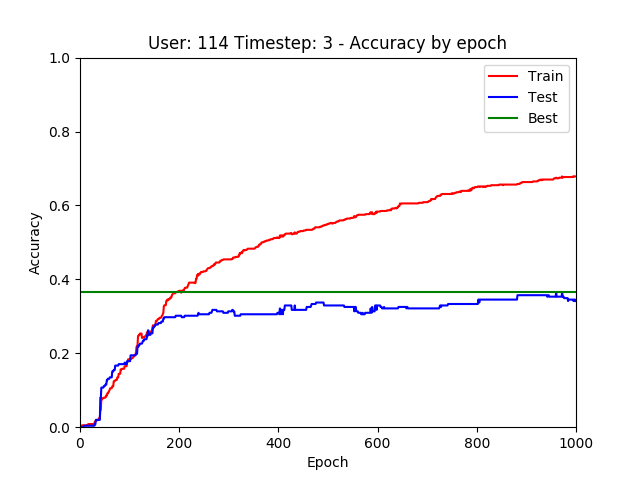 User: 114 Timestep: 3 - Accuracy by epoch
Train
Test
Best
Accuracy
1.0
0.8
0.6
0.4
0.2
0.0
0 200 400 600 800 1000
Epoch